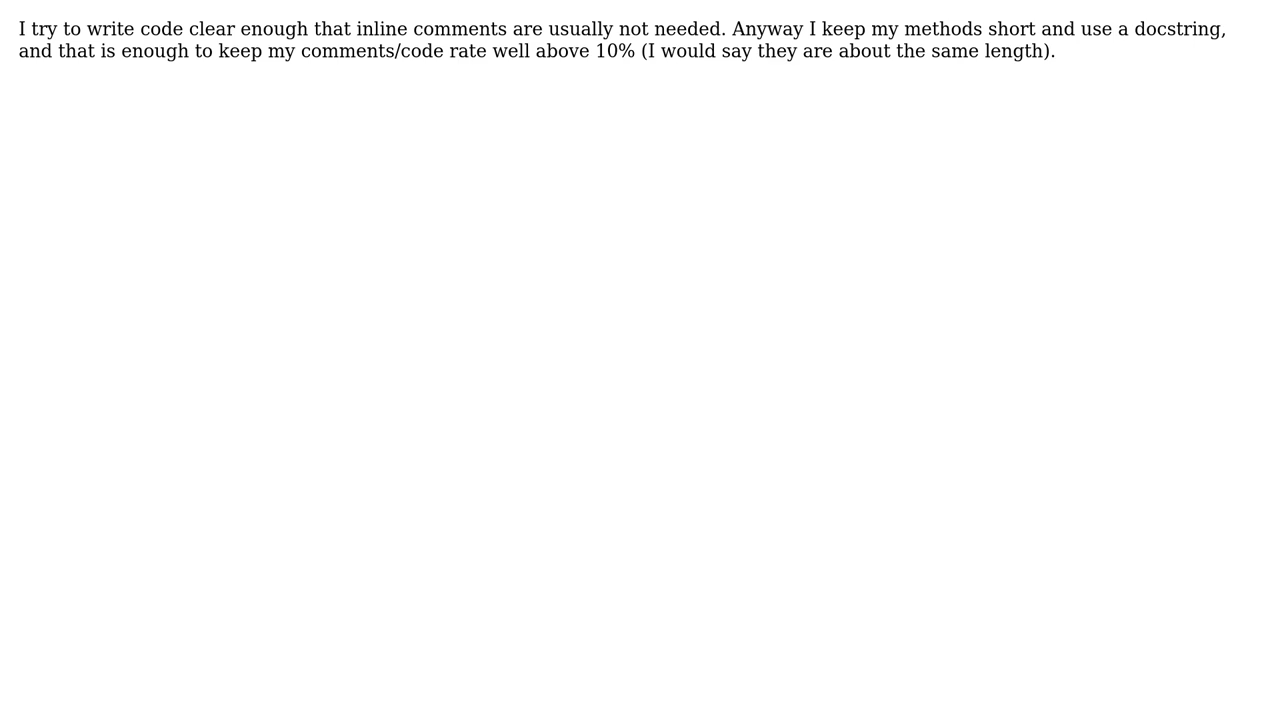 I try to write code clear enough that inline comments are usually not needed. Anyway I keep my methods short and use a docstring,
and that is enough to keep my comments/code rate well above 10% (I would say they are about the same length).